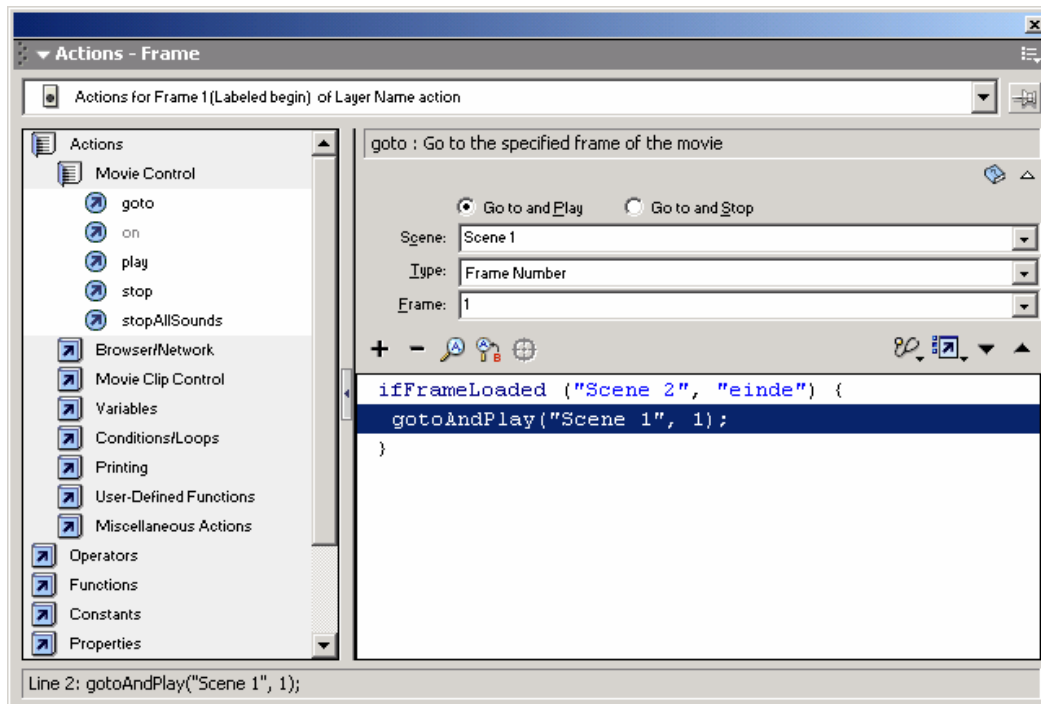 Actions - Frame
Actions for Frame 1(Labeled begin) of Layer Name action
Actions
Movie Control
goto
on
play
stop
stopAllSounds
Browser/Network
Movie Clip Control
Variables
Conditions/Loops
Printing
User-Defined Functions
Miscellaneous Actions
Operators
Functions
Constants
Properties
goto : Go to the specified frame of the movie
Go to and Play Go to and Stop
Scene: Scene 1
Type: Frame Number
Frame: 1
ifFrameLoaded ("Scene 2", "einde") {
gotoAndPlay("Scene 1", 1);
}
Line 2: gotoAndPlay("Scene 1", 1);